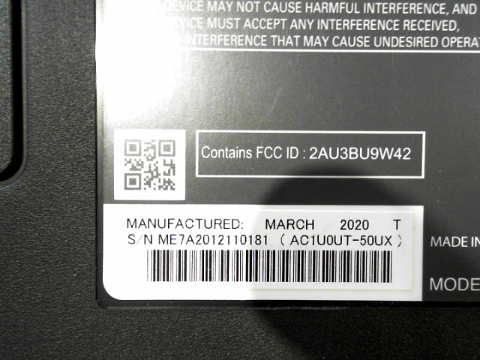 DEVICE MAY NOT CAUSE HARMFUL INTERFERENCE, AND
DEVICE MUST ACCEPT ANY INTERFERENCE RECEIVED,
INTERFERENCE THAT MAY CAUSE UNDESIRED OPERAT
Contains FCC ID : 2AU3BU9W42
MANUFACTURED: MARCH 2020 T
S/N ME7A2012110181 ( AC1U0UT-50UX )
MADE IN
MODE